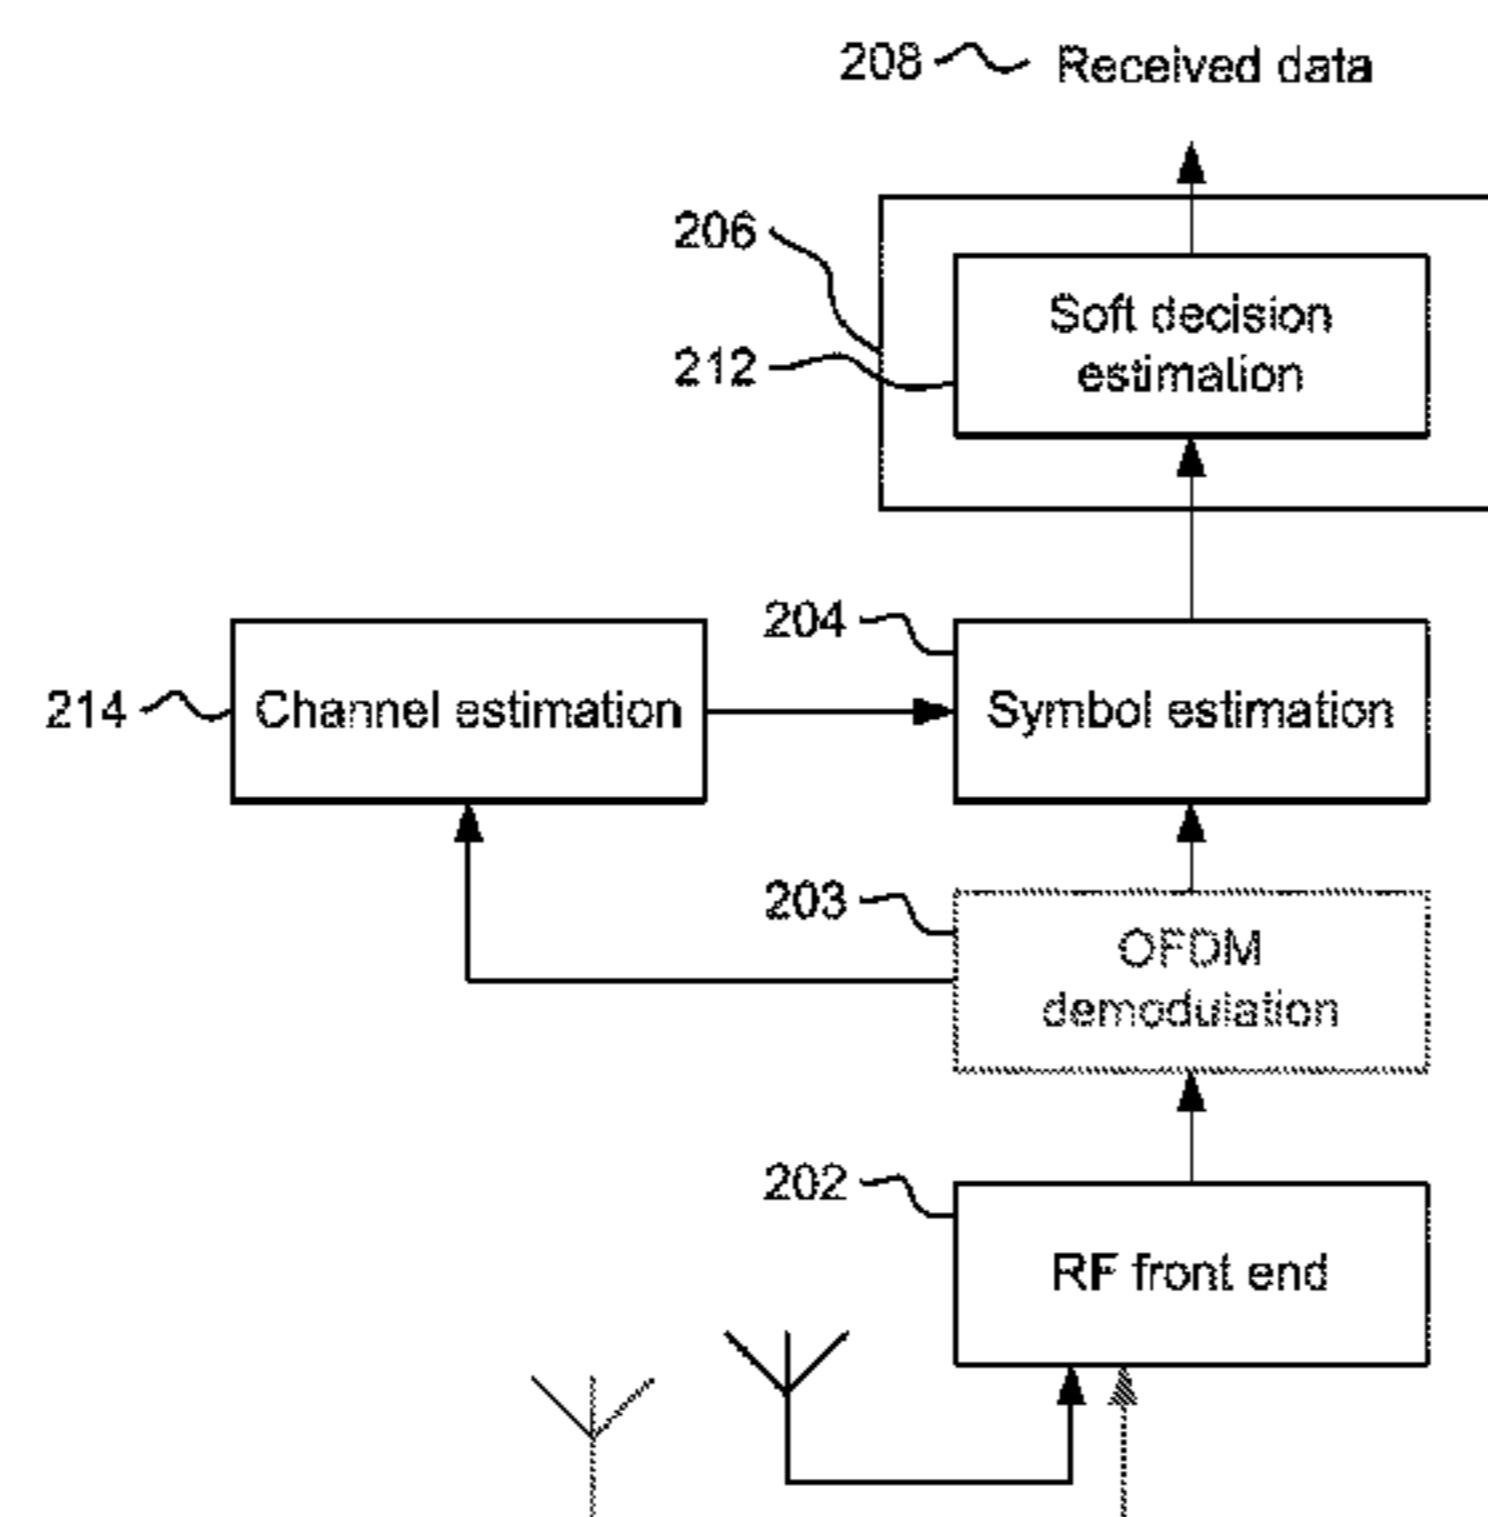 208 Received data
206
Soft decision
212
estimation
204
214 Channel estimation
Symbol estimation
203
OFDM
demodulation
202
RF front end